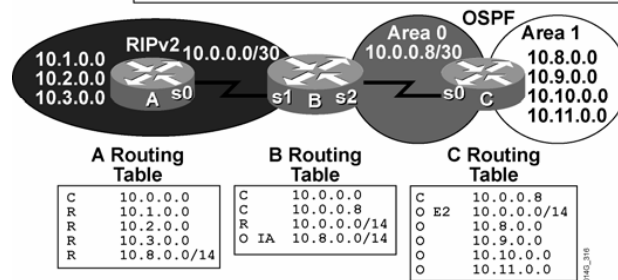 OSPF
RIPv2
10.0.0.0/30
Area 0
10.0.0.8/30
Area 1
10.1.0.0
10.2.0.0
10.3.0.0
A
s0
s1
B
s2
s0
C
10.8.0.0
10.9.0.0
10.10.0.0
10.11.0.0
A Routing
Table
C 10.0.0.0
R 10.1.0.0
R 10.2.0.0
R 10.3.0.0
R 10.8.0.0/14
B Routing
Table
C 10.0.0.0
C 10.0.0.8
R 10.0.0.0/14
O IA 10.8.0.0/14
C Routing
Table
C 10.0.0.8
O E2 10.0.0.0/14
O 10.8.0.0
O 10.9.0.0
O 10.10.0.0
O 10.11.0.0